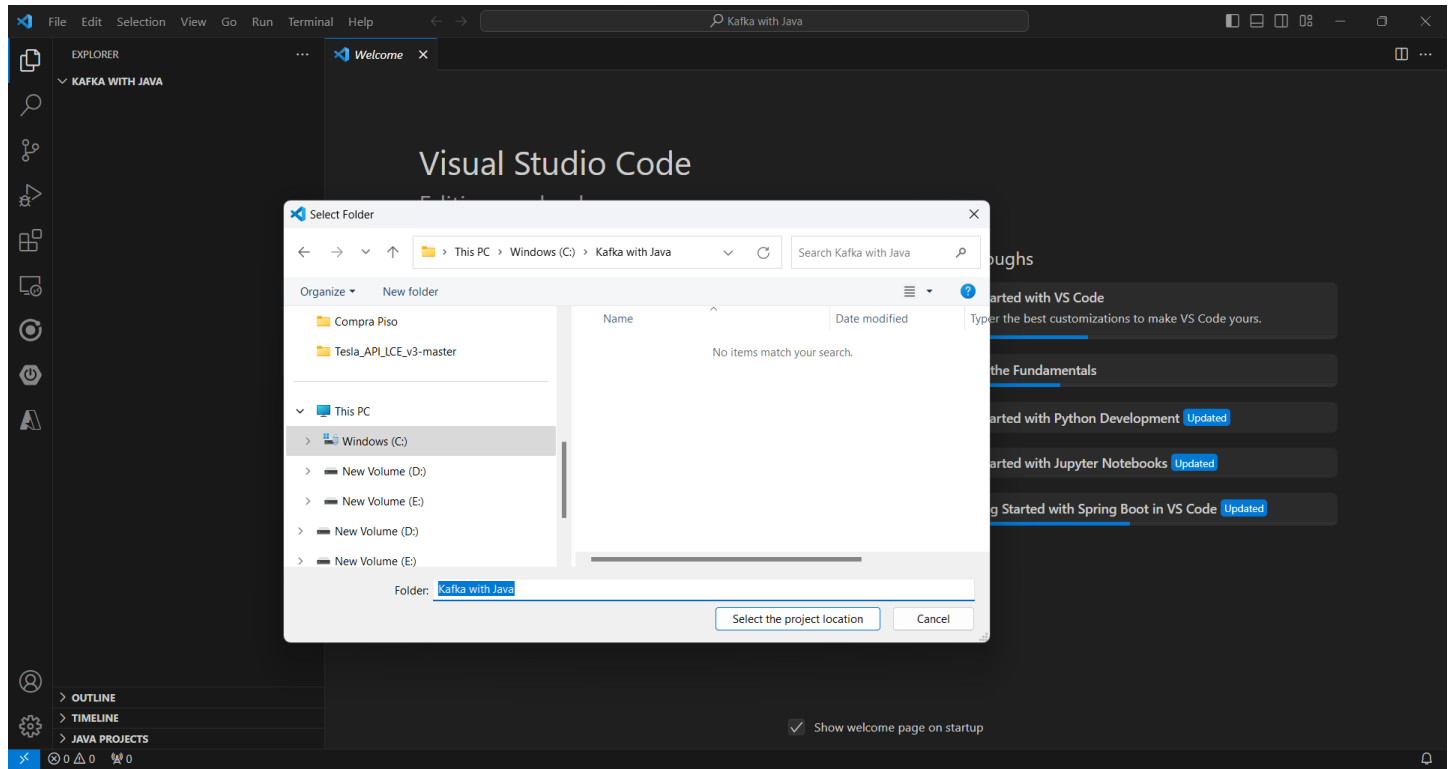 File Edit Selection View Go Run Terminal Help
Kafka with Java
EXPLORER
Welcome
KAFKA WITH JAVA
Visual Studio Code
Select Folder
This PC > Windows (C:) > Kafka with Java
Search Kafka with Java
Organize
New folder
Compra Piso
Tesla_API_LCE_v3-master
This PC
Windows (C:)
New Volume (D:)
New Volume (E:)
New Volume (D:)
New Volume (E:)
Name
Date modified
Typ
No items match your search.
Folder: Kafka with Java
Select the project location
Cancel
oughs
arted with VS Code
er the best customizations to make VS Code yours.
the Fundamentals
arted with Python Development Updated
arted with Jupyter Notebooks Updated
g Started with Spring Boot in VS Code Updated
OUTLINE
TIMELINE
JAVA PROJECTS
Show welcome page on startup
0 0 0